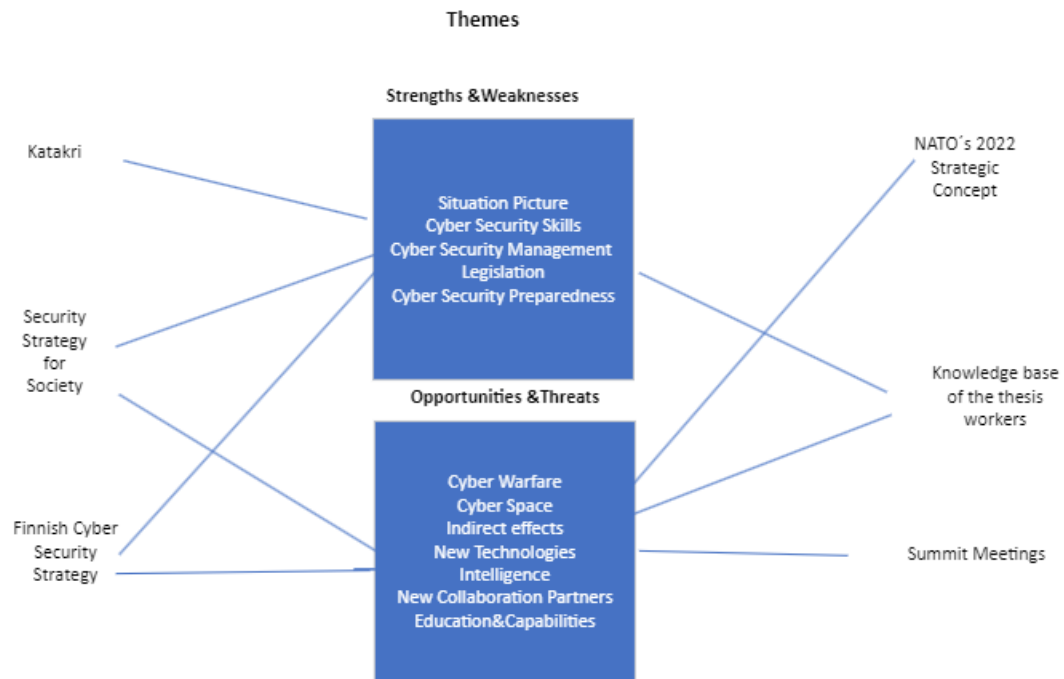 Themes
Strengths &Weaknesses
Katakri
Security
Strategy
for
Society
Finnish Cyber
Security
Strategy
Situation Picture
Cyber Security Skills
Cyber Security Management
Legislation
Cyber Security Preparedness
Opportunities &Threats
Cyber Warfare
Cyber Space
Indirect effects
New Technologies
Intelligence
New Collaboration Partners
Education&Capabilities
NATO´s 2022
Strategic
Concept
Knowledge base
of the thesis
workers
Summit Meetings